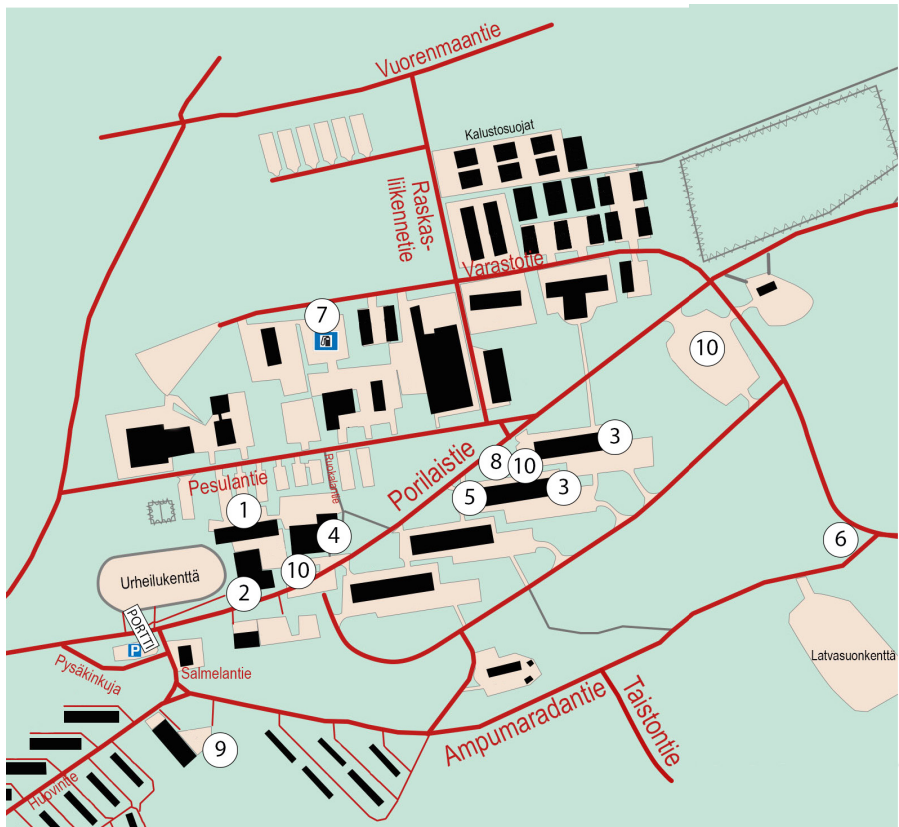 Vuorenmaantie
Kalustosuojat
Raskas-
liikennetie
Varastotie
7
10
3
8
10
Porilaistie
Pesulantie
Ruokalantie
5
3
1
4
6
10
2
Urheilukenttä
PORTTI
P
Pysäkinkuja
Salmelantie
Latvasuonkenttä
Ampumaradantie
Taistontie
9
Huovintie